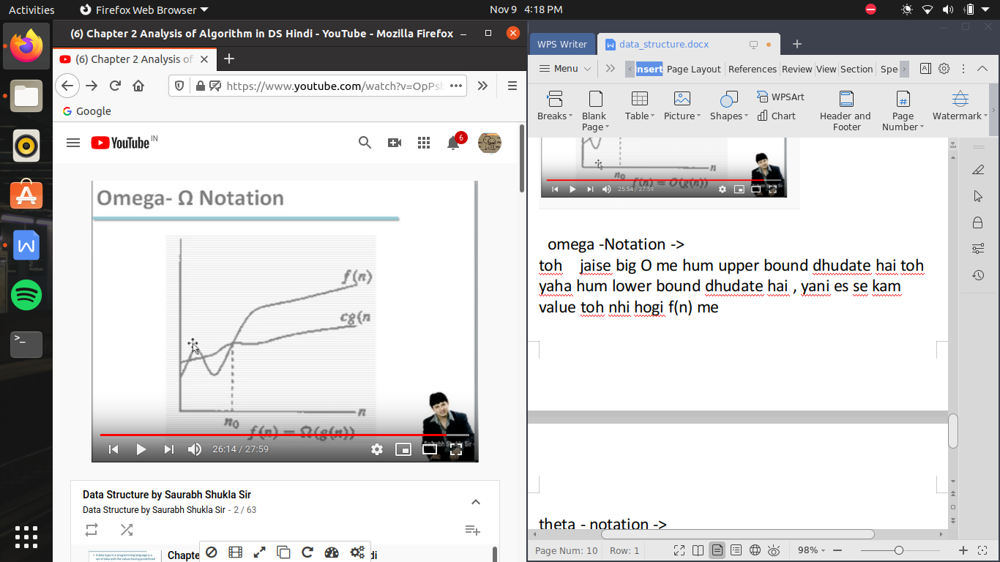 Activities
Firefox Web Browser
Nov 9 4:18 PM
(6) Chapter 2 Analysis of Algorithm in DS Hindi - YouTube - Mozilla Firefox
(6) Chapter 2 Analysis of
https://www.youtube.com/watch?v=OpPsl
Google
YouTube IN
6
Omega- Ω Notation
f(n)
cg(n
n
n0
f(n) = Ω(g(n))
26:14 / 27:59
Data Structure by Saurabh Shukla Sir
Data Structure by Saurabh Shukla Sir - 2 / 63
Chapte
di
WPS Writer
data_structure.docx
Menu
Insert
Page Layout
References
Review
View
Section
Spe
Breaks
Blank
Page
Table
Picture
Shapes
WPSArt
Chart
Header and
Footer
Page
Number
Watermark
n
n0
f(n) = O(g(n))
25:54 / 27:59
omega -Notation ->
toh jaise big O me hum upper bound dhudate hai toh
yaha hum lower bound dhudate hai , yani es se kam
value toh nhi hogi f(n) me
theta - notation ->
Page Num: 10
Row: 1
98%